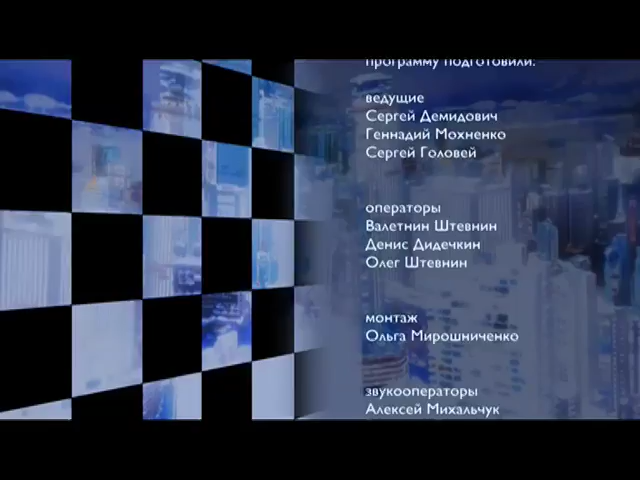 программу подготовили:
ведущие
Сергей Демидович
Геннадий Мохненко
Сергей Головей
операторы
Валетнин Штевнин
Денис Дидечкин
Олег Штевнин
монтаж
Ольга Мирошниченко
звукооператоры
Алексей Михальчук